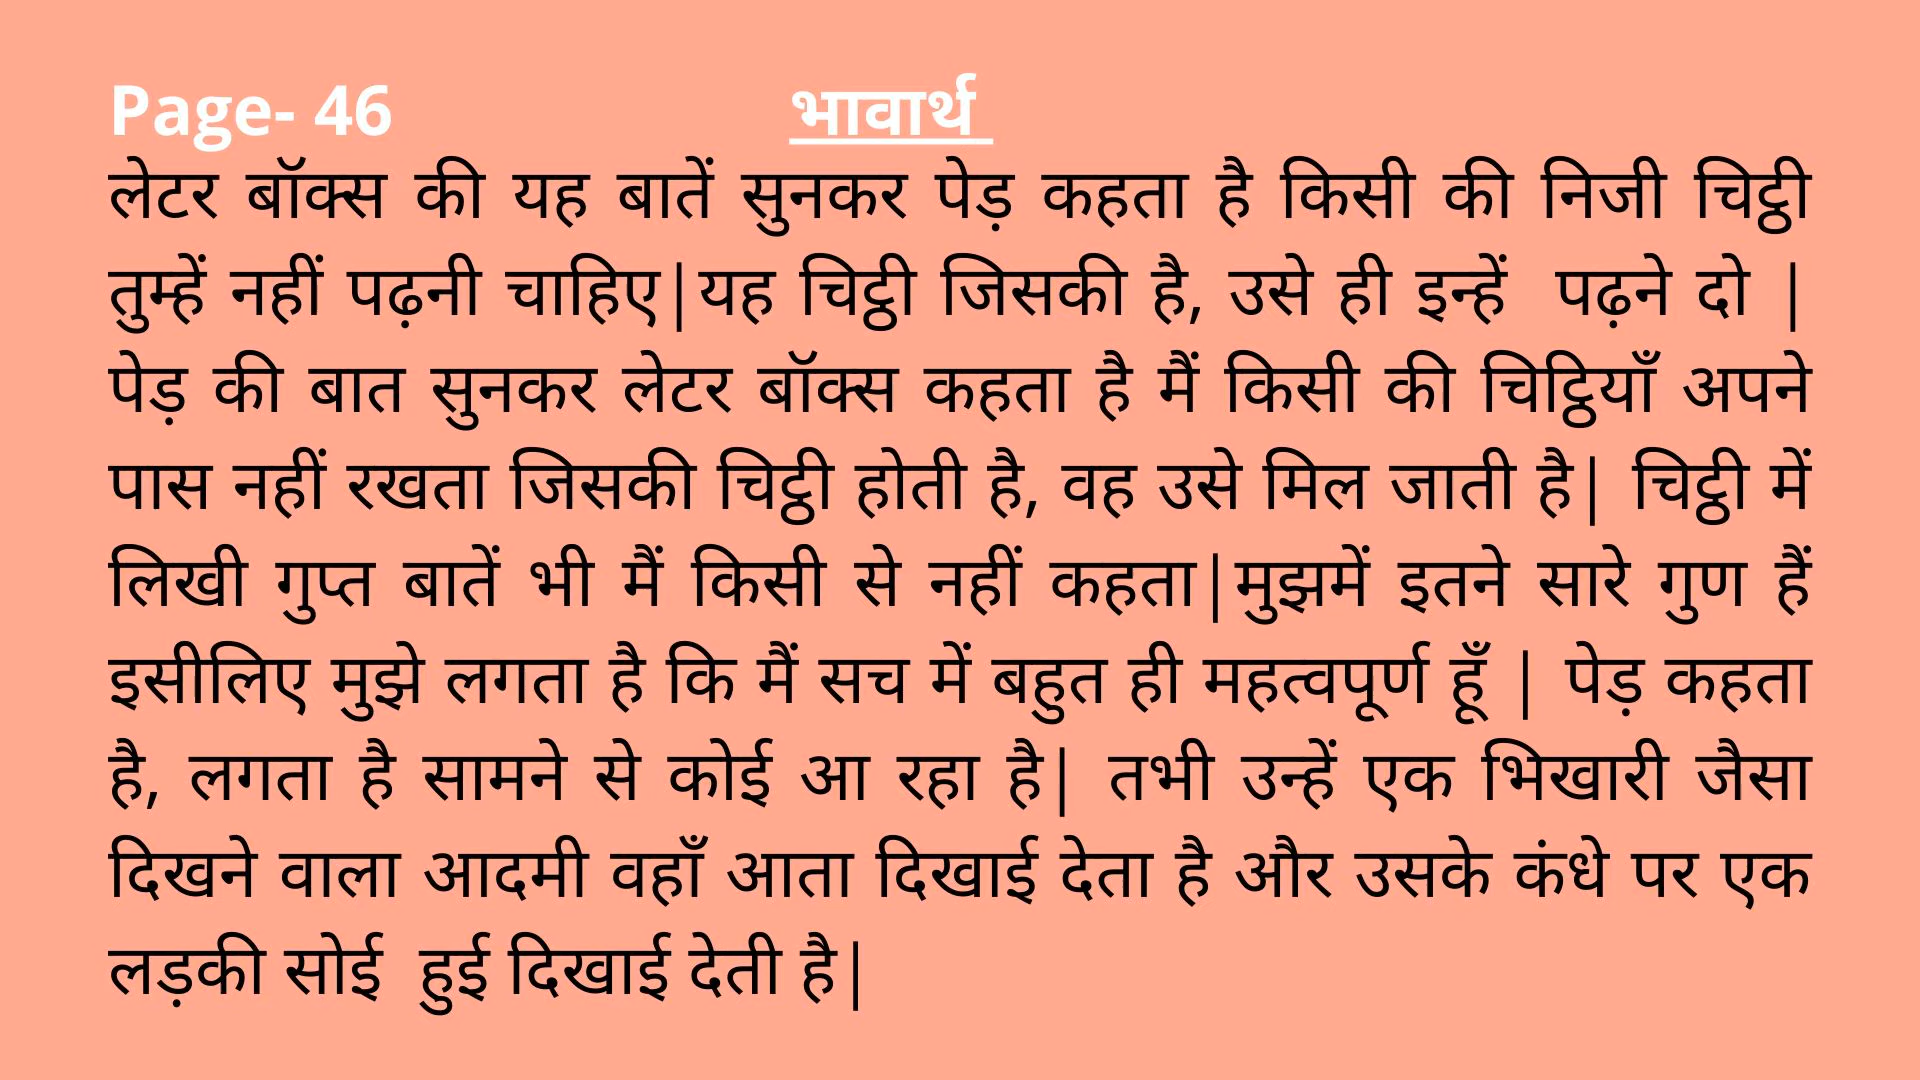 Page- 46 भावार्थ
लेटर बॉक्स की यह बातें सुनकर पेड़ कहता है किसी की निजी चिट्ठी
तुम्हें नहीं पढ़नी चाहिए|यह चिट्ठी जिसकी है, उसे ही इन्हें पढ़ने दो |
पेड़ की बात सुनकर लेटर बॉक्स कहता है मैं किसी की चिट्ठियाँ अपने
पास नहीं रखता जिसकी चिट्ठी होती है, वह उसे मिल जाती है| चिट्ठी में
लिखी गुप्त बातें भी मैं किसी से नहीं कहता|मुझमें इतने सारे गुण हैं
इसीलिए मुझे लगता है कि मैं सच में बहुत ही महत्वपूर्ण हूँ | पेड़ कहता
है, लगता है सामने से कोई आ रहा है| तभी उन्हें एक भिखारी जैसा
दिखने वाला आदमी वहाँ आता दिखाई देता है और उसके कंधे पर एक
लड़की सोई हुई दिखाई देती है|